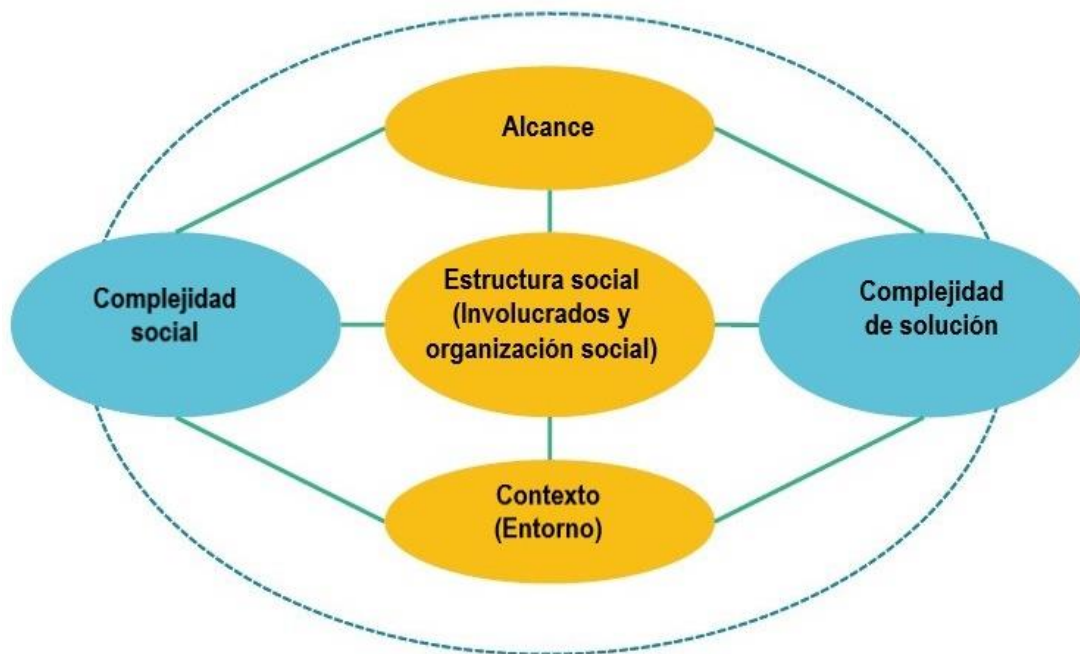 Alcance
Complejidad
social
Estructura social
(Involucrados y
organización social)
Complejidad
de solución
Contexto
(Entorno)